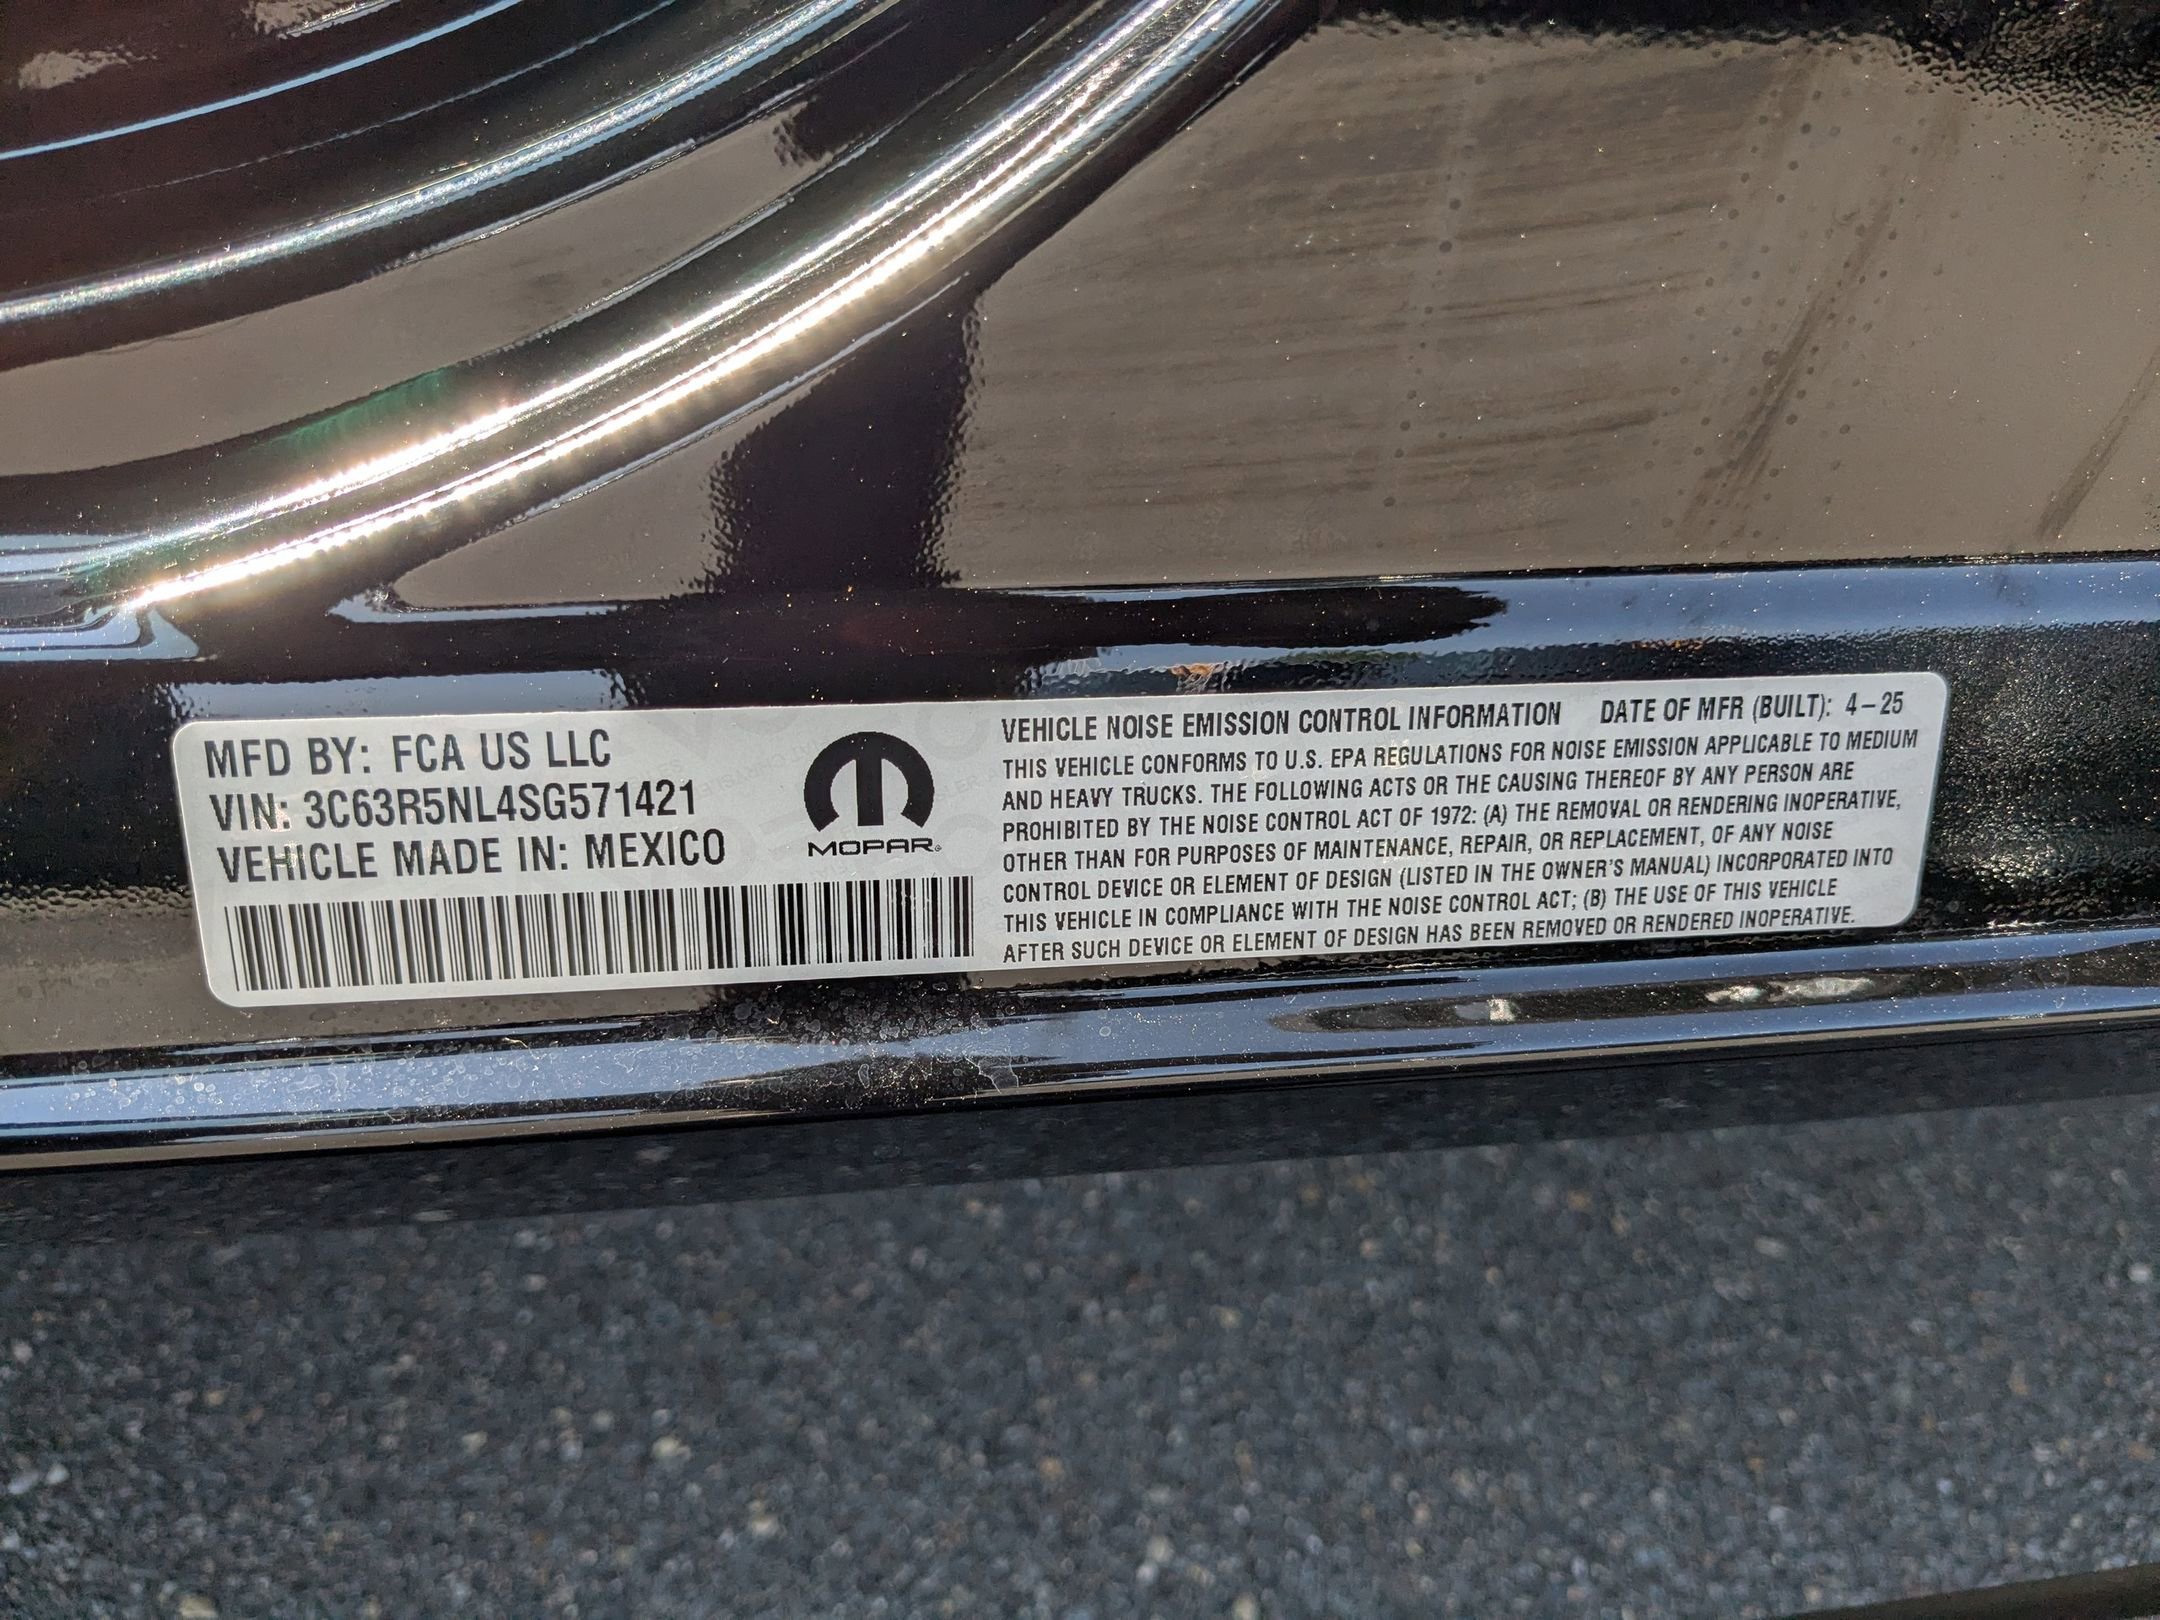 MFD BY: FCA US LLC
VIN: 3C63R5NL4SG571421
VEHICLE MADE IN: MEXICO
MOPAR®
VEHICLE NOISE EMISSION CONTROL INFORMATION DATE OF MFR (BUILT): 4-25
THIS VEHICLE CONFORMS TO U.S. EPA REGULATIONS FOR NOISE EMISSION APPLICABLE TO MEDIUM
AND HEAVY TRUCKS. THE FOLLOWING ACTS OR THE CAUSING THEREOF BY ANY PERSON ARE
PROHIBITED BY THE NOISE CONTROL ACT OF 1972: (A) THE REMOVAL OR RENDERING INOPERATIVE,
OTHER THAN FOR PURPOSES OF MAINTENANCE, REPAIR, OR REPLACEMENT, OF ANY NOISE
CONTROL DEVICE OR ELEMENT OF DESIGN (LISTED IN THE OWNER'S MANUAL) INCORPORATED INTO
THIS VEHICLE IN COMPLIANCE WITH THE NOISE CONTROL ACT; (B) THE USE OF THIS VEHICLE
AFTER SUCH DEVICE OR ELEMENT OF DESIGN HAS BEEN REMOVED OR RENDERED INOPERATIVE.